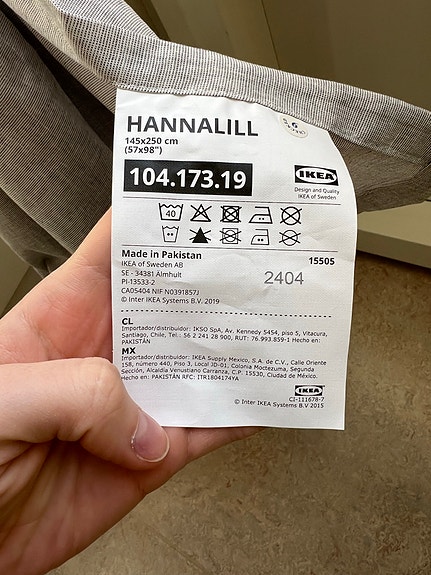 HANNALILL
145x250 cm
(57x98")
104.173.19
IKEA
Design and Quality
IKEA of Sweden
40
Made in Pakistan
15505
IKEA of Sweden AB
SE - 34381 Älmhult
2404
PI-13533-2
CA05404 NIF N0391857J
© Inter IKEA Systems B.V. 2019
CL
Importador/distribuidor: IKSO SpA, Av. Kennedy 5454, piso 5, Vitacura,
Santiago, Chile, Tel.: 56 2 241 28 900, RUT: 76.993.859-1 Hecho en:
PAKISTÁN
MX
Importador/distribuidor: IKEA Supply Mexico, S.A. de C.V., Calle Oriente
158, número 440, Piso 3, Local JD-01, Colonia Moctezuma, Segunda
Sección, Alcaldía Venustiano Carranza, C.P. 15530, Ciudad de México.
Hecho en: PAKISTÁN RFC: ITR1804174YA
IKEA
CI-111678-7
© Inter IKEA Systems B.V 2015